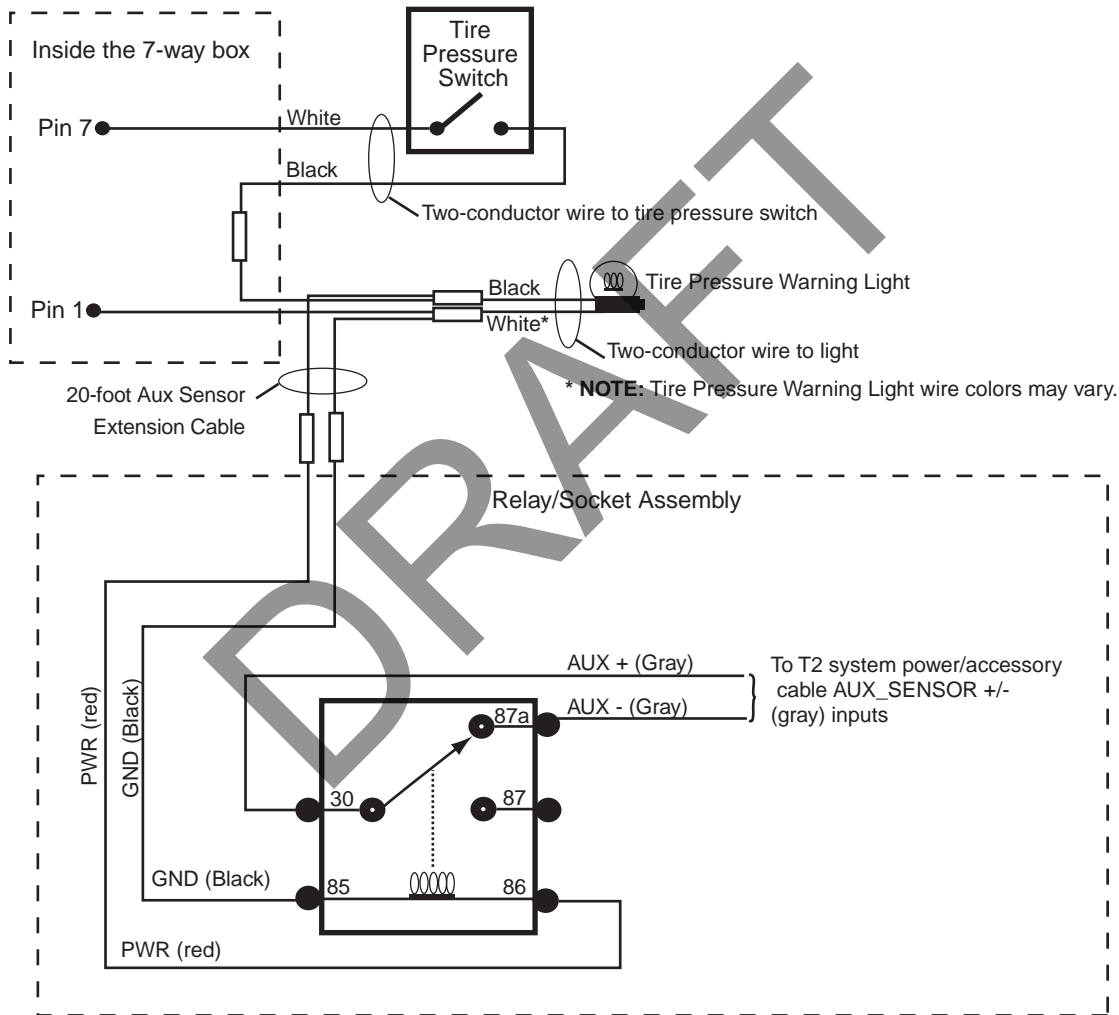 Inside the 7-way box
Tire
Pressure
Switch
Pin 7
White
Black
Two-conductor wire to tire pressure switch
Black
Tire Pressure Warning Light
Pin 1
White*
Two-conductor wire to light
* NOTE: Tire Pressure Warning Light wire colors may vary.
20-foot Aux Sensor
Extension Cable
Relay/Socket Assembly
DRAFT
AUX + (Gray)
AUX - (Gray)
To T2 system power/accessory
cable AUX_SENSOR +/-
(gray) inputs
PWR (red)
GND (Black)
87a
30
87
GND (Black)
85
86
PWR (red)